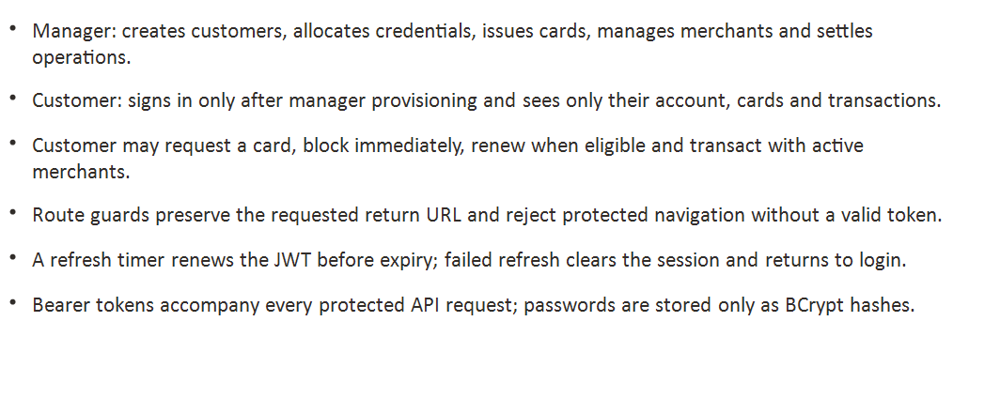 • Manager: creates customers, allocates credentials, issues cards, manages merchants and settles
operations.
• Customer: signs in only after manager provisioning and sees only their account, cards and transactions.
• Customer may request a card, block immediately, renew when eligible and transact with active
merchants.
• Route guards preserve the requested return URL and reject protected navigation without a valid token.
• A refresh timer renews the JWT before expiry; failed refresh clears the session and returns to login.
• Bearer tokens accompany every protected API request; passwords are stored only as BCrypt hashes.